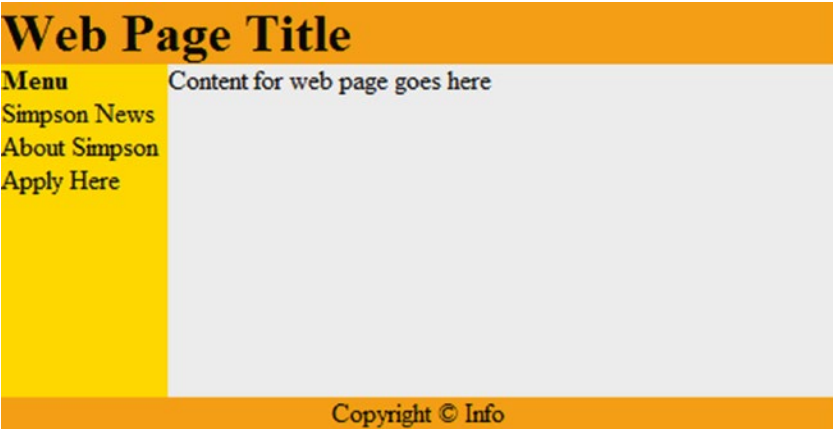 Web Page Title
Menu
Simpson News
About Simpson
Apply Here
Content for web page goes here
Copyright © Info